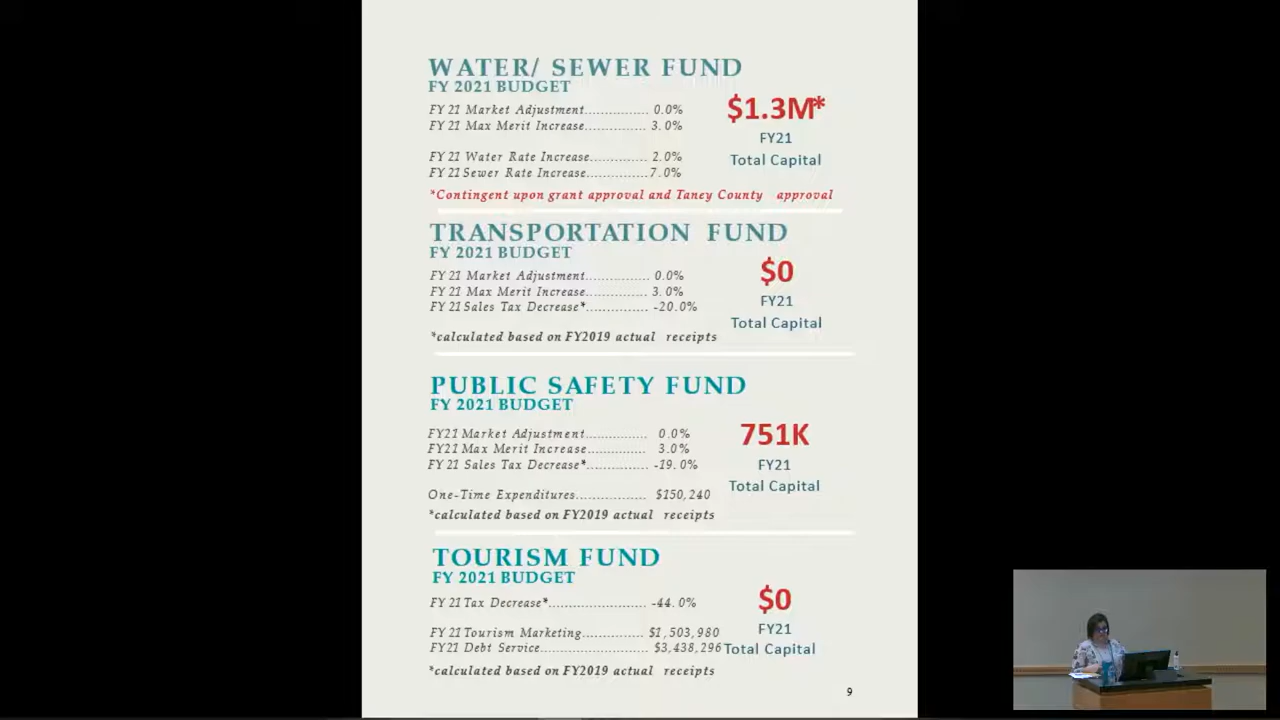 WATER/ SEWER FUND
FY 2021 BUDGET
FY 21 Market Adjustment............... 0.0%
FY 21 Max Merit Increase.............. 3.0%
FY 21 Water Rate Increase.............. 2.0%
FY 21 Sewer Rate Increase..............7.0%
$1.3M*
FY21
Total Capital
*Contingent upon grant approval and Taney County approval
TRANSPORTATION FUND
FY 2021 BUDGET
FY 21 Market Adjustment............... 0.0%
FY 21 Max Merit Increase............... 3.0%
FY 21 Sales Tax Decrease*.............. -20.0%
$0
FY21
Total Capital
*calculated based on FY2019 actual receipts
PUBLIC SAFETY FUND
FY 2021 BUDGET
FY21 Market Adjustment.............. 0.0%
FY21 Max Merit Increase.............. 3.0%
FY 21 Sales Tax Decrease*.............. -19.0%
One-Time Expenditures................ $150,240
751K
FY21
Total Capital
*calculated based on FY2019 actual receipts
TOURISM FUND
FY 2021 BUDGET
FY 21 Tax Decrease*....................... -44.0%
FY 21 Tourism Marketing.............. $1,503,980
FY21 Debt Service......................... $3,438,296
$0
FY21
Total Capital
*calculated based on FY2019 actual receipts
9